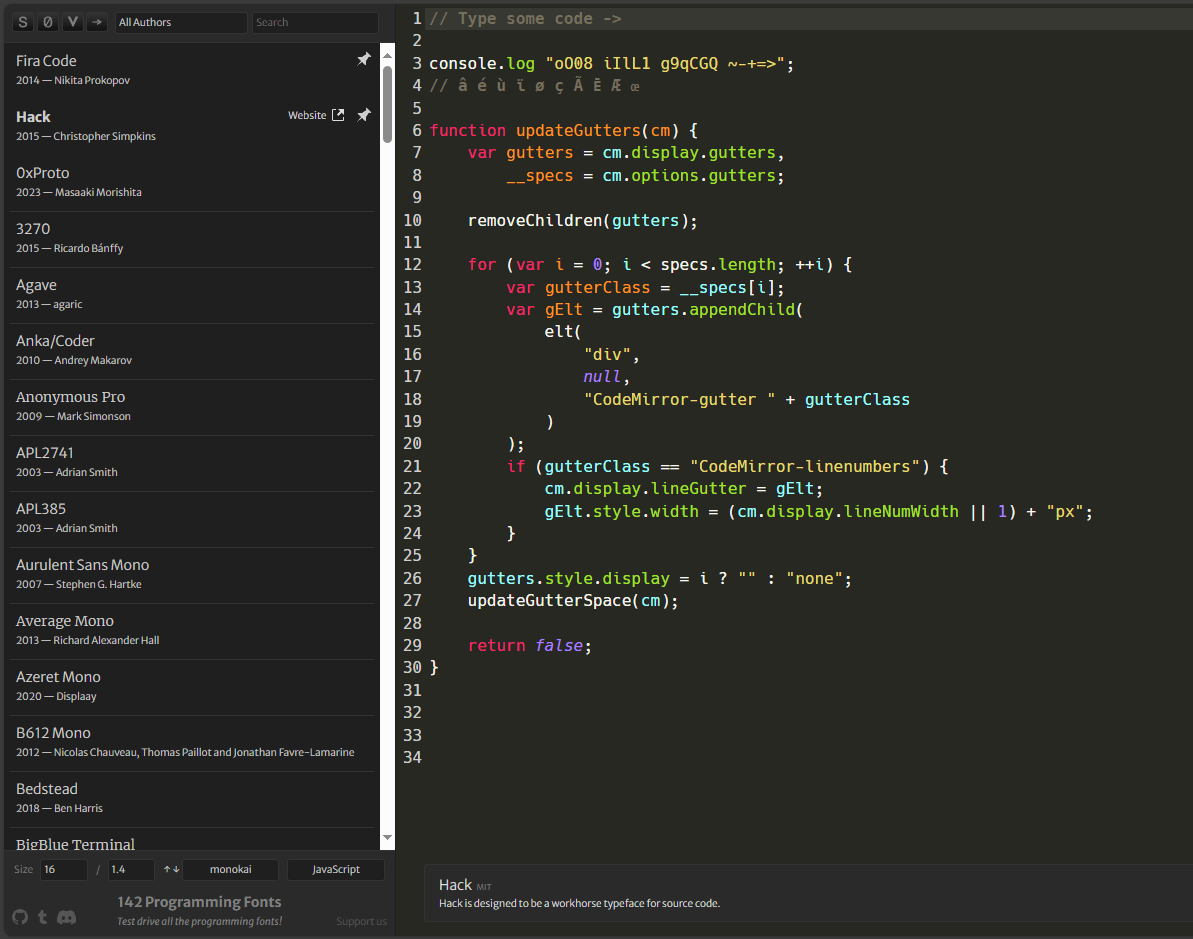 S 0 V → All Authors Search
Fira Code
2014 — Nikita Prokopov
Hack Website
2015 — Christopher Simpkins
0xProto
2023 — Masaaki Morishita
3270
2015 — Ricardo Bánffy
Agave
2013 — agaric
Anka/Coder
2010 — Andrey Makarov
Anonymous Pro
2009 — Mark Simonson
APL2741
2003 — Adrian Smith
APL385
2003 — Adrian Smith
Aurulent Sans Mono
2007 — Stephen G. Hartke
Average Mono
2013 — Richard Alexander Hall
Azeret Mono
2020 — Displaay
B612 Mono
2012 — Nicolas Chauveau, Thomas Paillot and Jonathan Favre-Lamarine
Bedstead
2018 — Ben Harris
BigBlue Terminal
Size 16 / 1.4 ↑↓ monokai JavaScript
142 Programming Fonts
Test drive all the programming fonts!
Support us
1 // Type some code ->
2
3 console.log "oO08 iIlL1 g9qCGQ ~-+=>";
4 // â é ù ï ø ç Ã Ē Æ œ
5
6 function updateGutters(cm) {
7     var gutters = cm.display.gutters,
8         __specs = cm.options.gutters;
9
10     removeChildren(gutters);
11
12     for (var i = 0; i < specs.length; ++i) {
13         var gutterClass = __specs[i];
14         var gElt = gutters.appendChild(
15             elt(
16                 "div",
17                 null,
18                 "CodeMirror-gutter " + gutterClass
19             )
20         );
21         if (gutterClass == "CodeMirror-linenumbers") {
22             cm.display.lineGutter = gElt;
23             gElt.style.width = (cm.display.lineNumWidth || 1) + "px";
24         }
25     }
26     gutters.style.display = i ? "" : "none";
27     updateGutterSpace(cm);
28
29     return false;
30 }
31
32
33
34
Hack MIT
Hack is designed to be a workhorse typeface for source code.